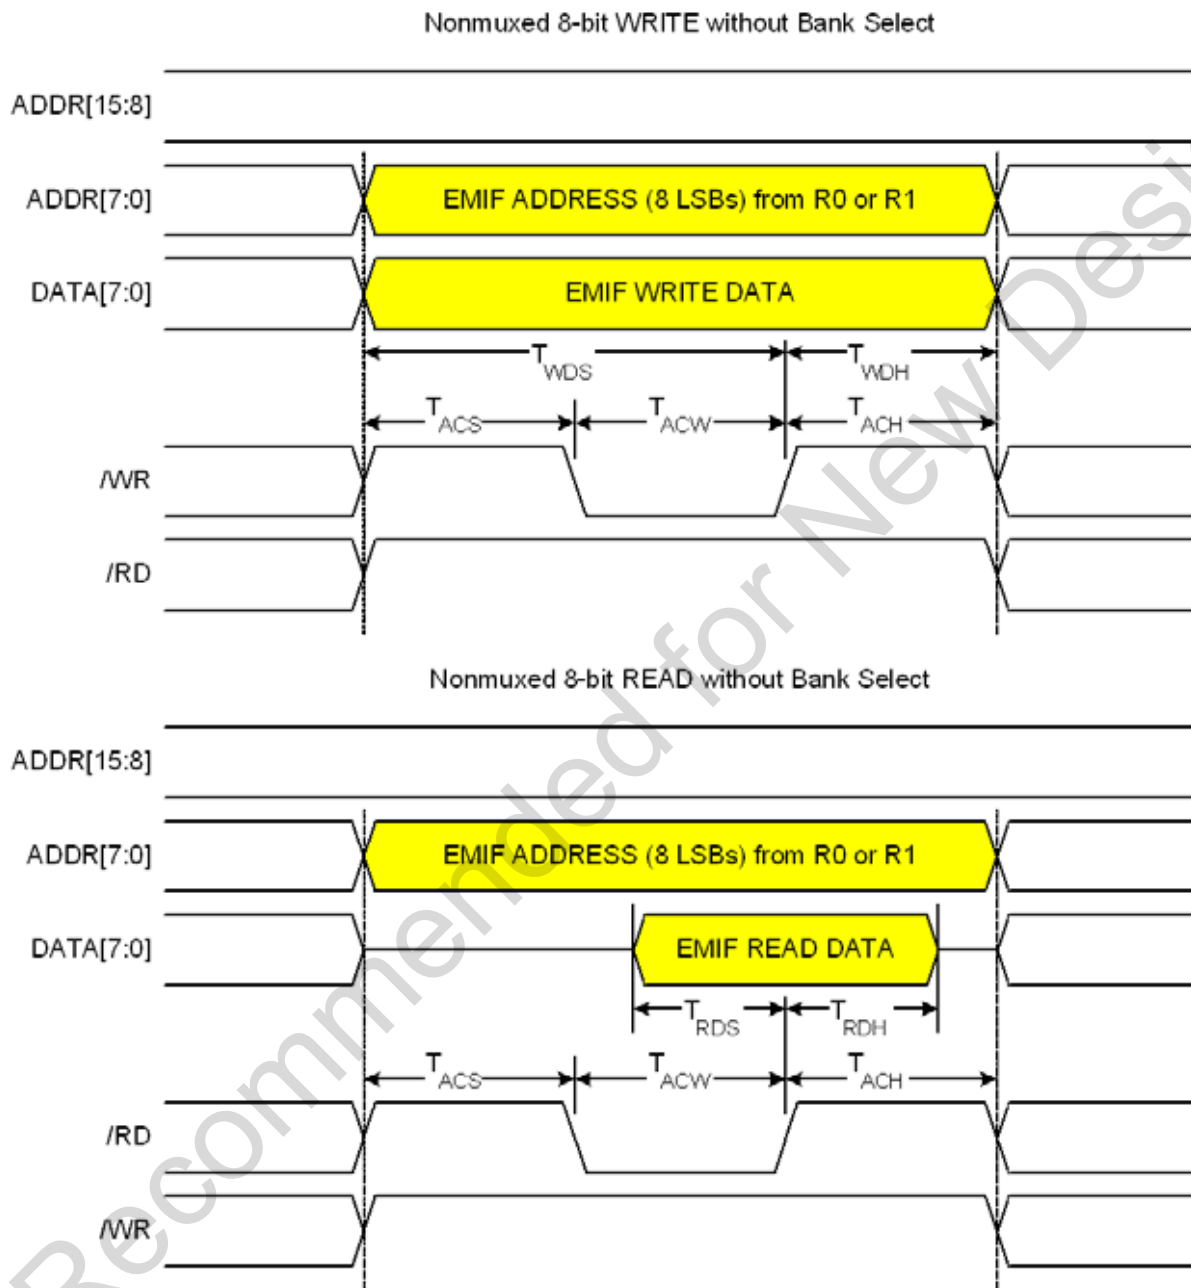 Nonmuxed 8-bit WRITE without Bank Select
ADDR[15:8]
ADDR[7:0]
EMIF ADDRESS (8 LSBs) from R0 or R1
DATA[7:0]
EMIF WRITE DATA
TWDS
TWDH
TACS
TACW
TACH
/WR
/RD
Nonmuxed 8-bit READ without Bank Select
ADDR[15:8]
ADDR[7:0]
EMIF ADDRESS (8 LSBs) from R0 or R1
DATA[7:0]
EMIF READ DATA
TRDS
TRDH
TACS
TACW
TACH
/RD
/WR
Recommended for New Desi